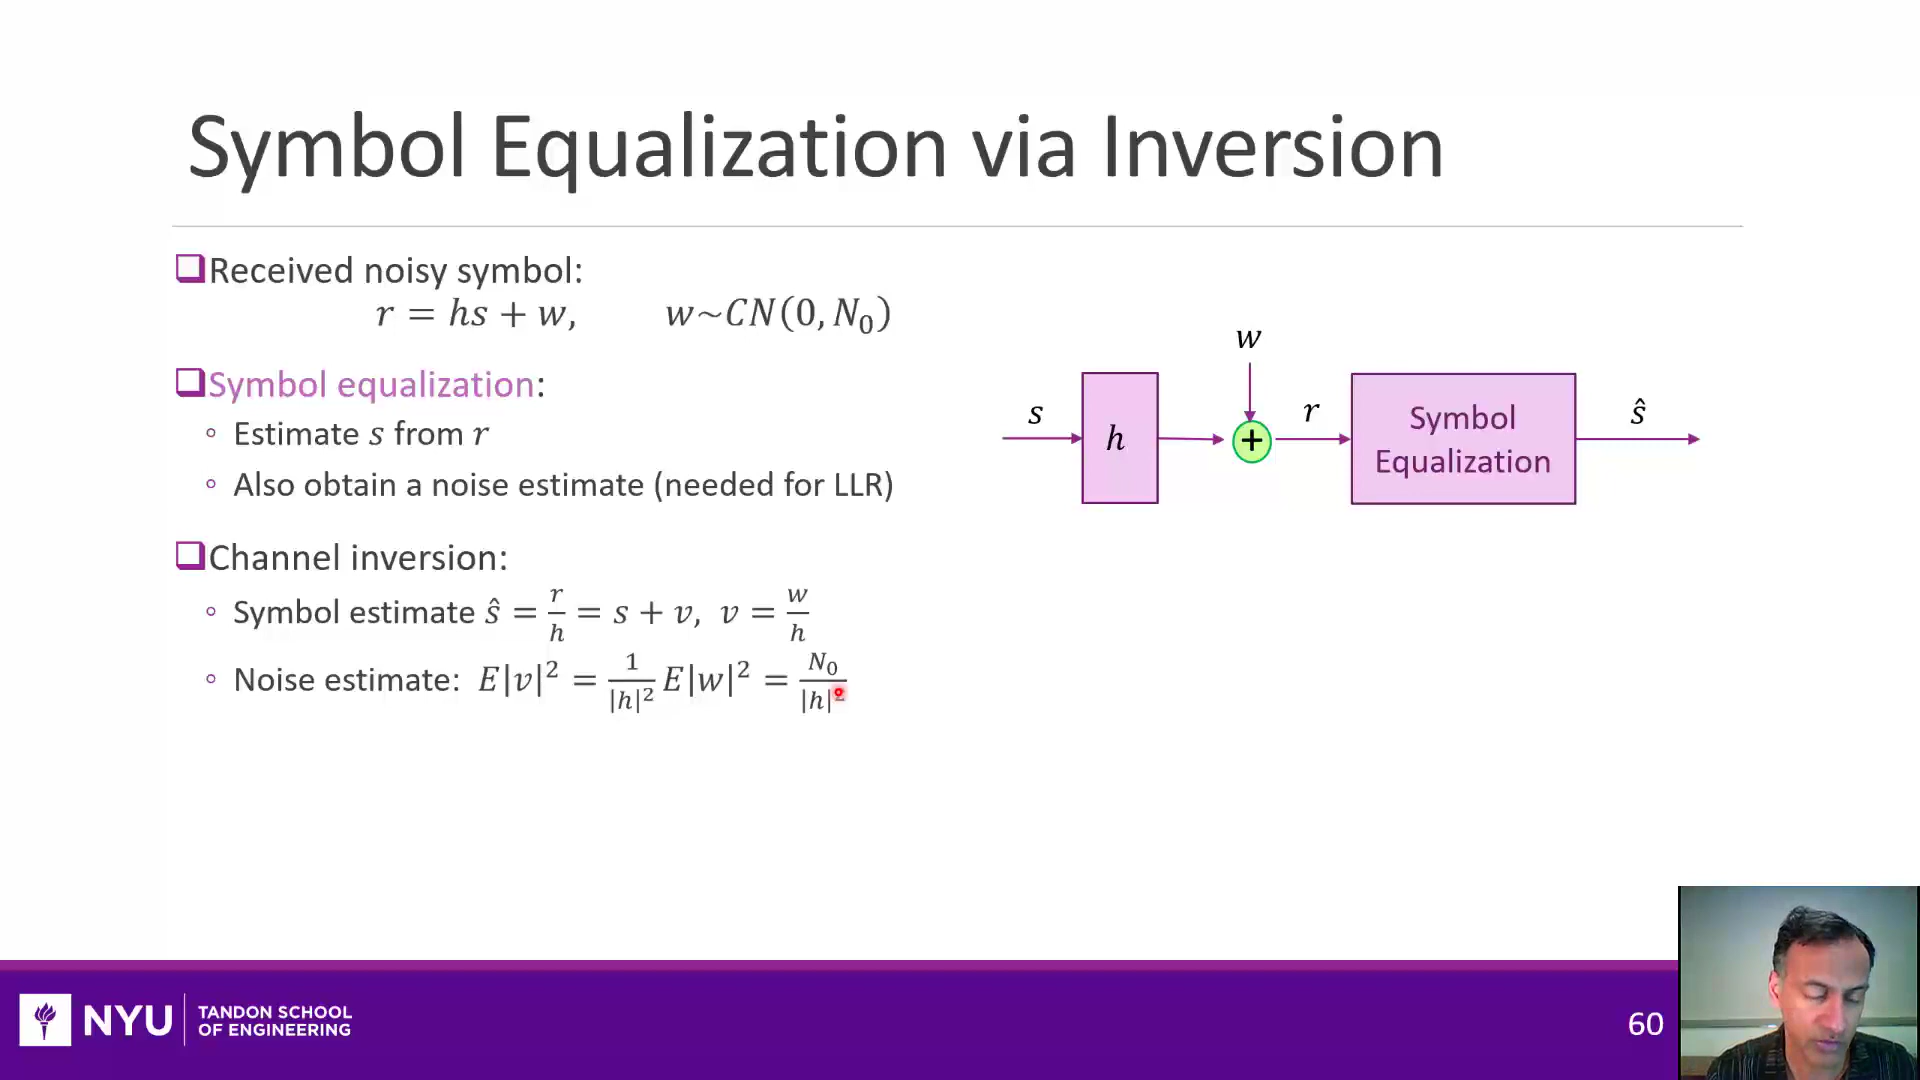 Symbol Equalization via Inversion
Received noisy symbol:
r = hs + w, w~CN(0, N₀)
Symbol equalization:
Estimate s from r
Also obtain a noise estimate (needed for LLR)
Channel inversion:
Symbol estimate ŝ = r/h = s + v, v = w/h
Noise estimate: E|v|² = 1/|h|² E|w|² = N₀/|h|²
w
s
h
+
r
Symbol
Equalization
ŝ
NYU
TANDON SCHOOL
OF ENGINEERING
60